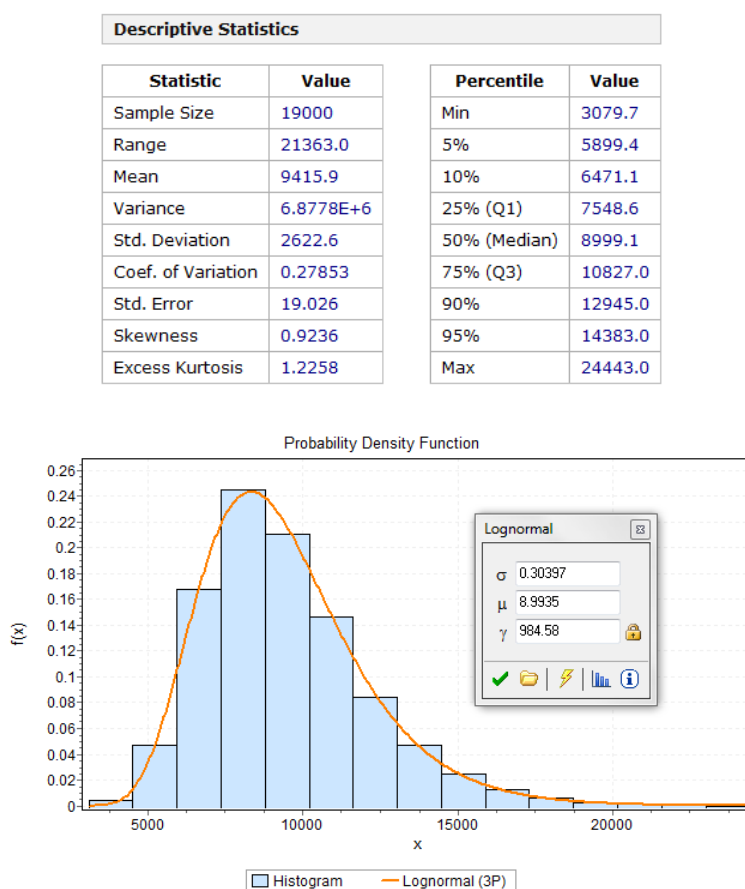 Descriptive Statistics
Statistic Value
Sample Size 19000
Range 21363.0
Mean 9415.9
Variance 6.8778E+6
Std. Deviation 2622.6
Coef. of Variation 0.27853
Std. Error 19.026
Skewness 0.9236
Excess Kurtosis 1.2258
Percentile Value
Min 3079.7
5% 5899.4
10% 6471.1
25% (Q1) 7548.6
50% (Median) 8999.1
75% (Q3) 10827.0
90% 12945.0
95% 14383.0
Max 24443.0
Probability Density Function
f(x)
0.26
0.24
0.22
0.2
0.18
0.16
0.14
0.12
0.1
0.08
0.06
0.04
0.02
0
5000 10000 15000 20000
x
Lognormal
σ 0.30397
μ 8.9935
γ 984.58
Histogram Lognormal (3P)